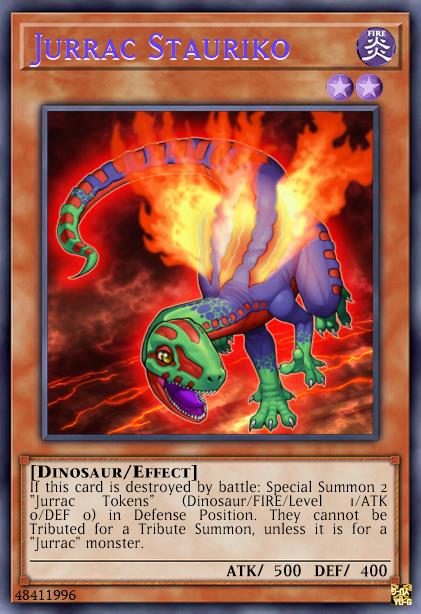 Jurrac Stauriko
FIRE
炎
[Dinosaur/Effect]
If this card is destroyed by battle: Special Summon 2
"Jurrac Tokens" (Dinosaur/FIRE/Level 1/ATK
0/DEF 0) in Defense Position. They cannot be
Tributed for a Tribute Summon, unless it is for a
"Jurrac" monster.
ATK/ 500 DEF/ 400
48411996